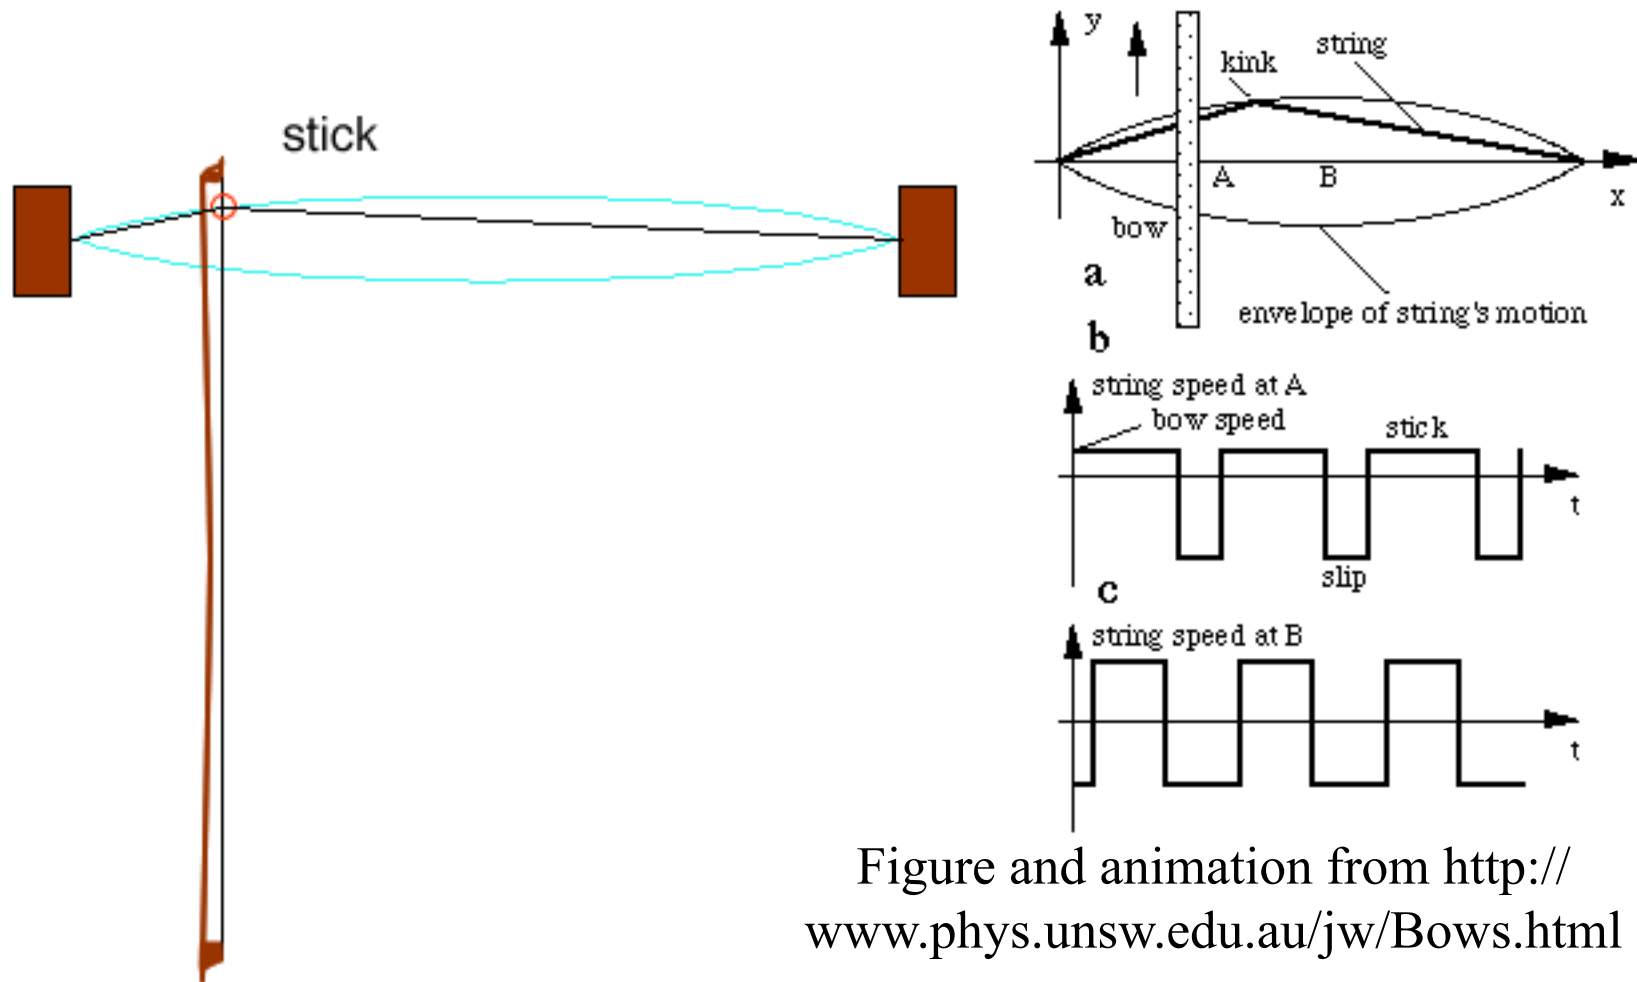 stick
y
kink
string
A
B
x
bow
a
envelope of string's motion
b
string speed at A
bow speed
stick
t
slip
c
string speed at B
t
Figure and animation from http://
www.phys.unsw.edu.au/jw/Bows.html